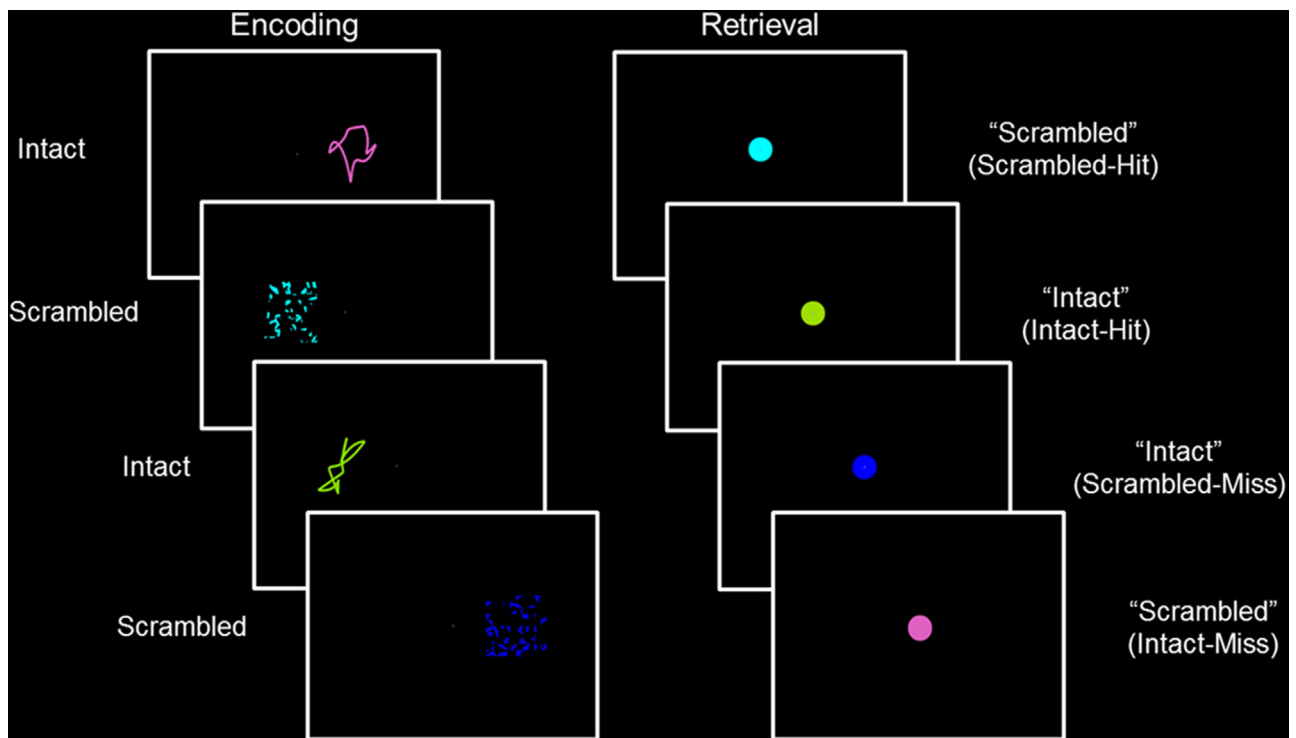 Encoding
Retrieval
Intact
“Scrambled”
(Scrambled-Hit)
Scrambled
“Intact”
(Intact-Hit)
Intact
“Intact”
(Scrambled-Miss)
Scrambled
“Scrambled”
(Intact-Miss)